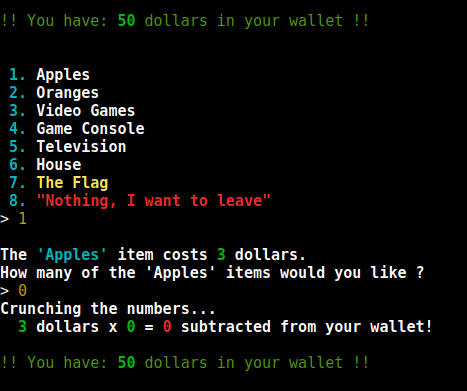 !! You have: 50 dollars in your wallet !!
1. Apples
2. Oranges
3. Video Games
4. Game Console
5. Television
6. House
7. The Flag
8. "Nothing, I want to leave"
> 1
The 'Apples' item costs 3 dollars.
How many of the 'Apples' items would you like ?
> 0
Crunching the numbers...
3 dollars x 0 = 0 subtracted from your wallet!
!! You have: 50 dollars in your wallet !!